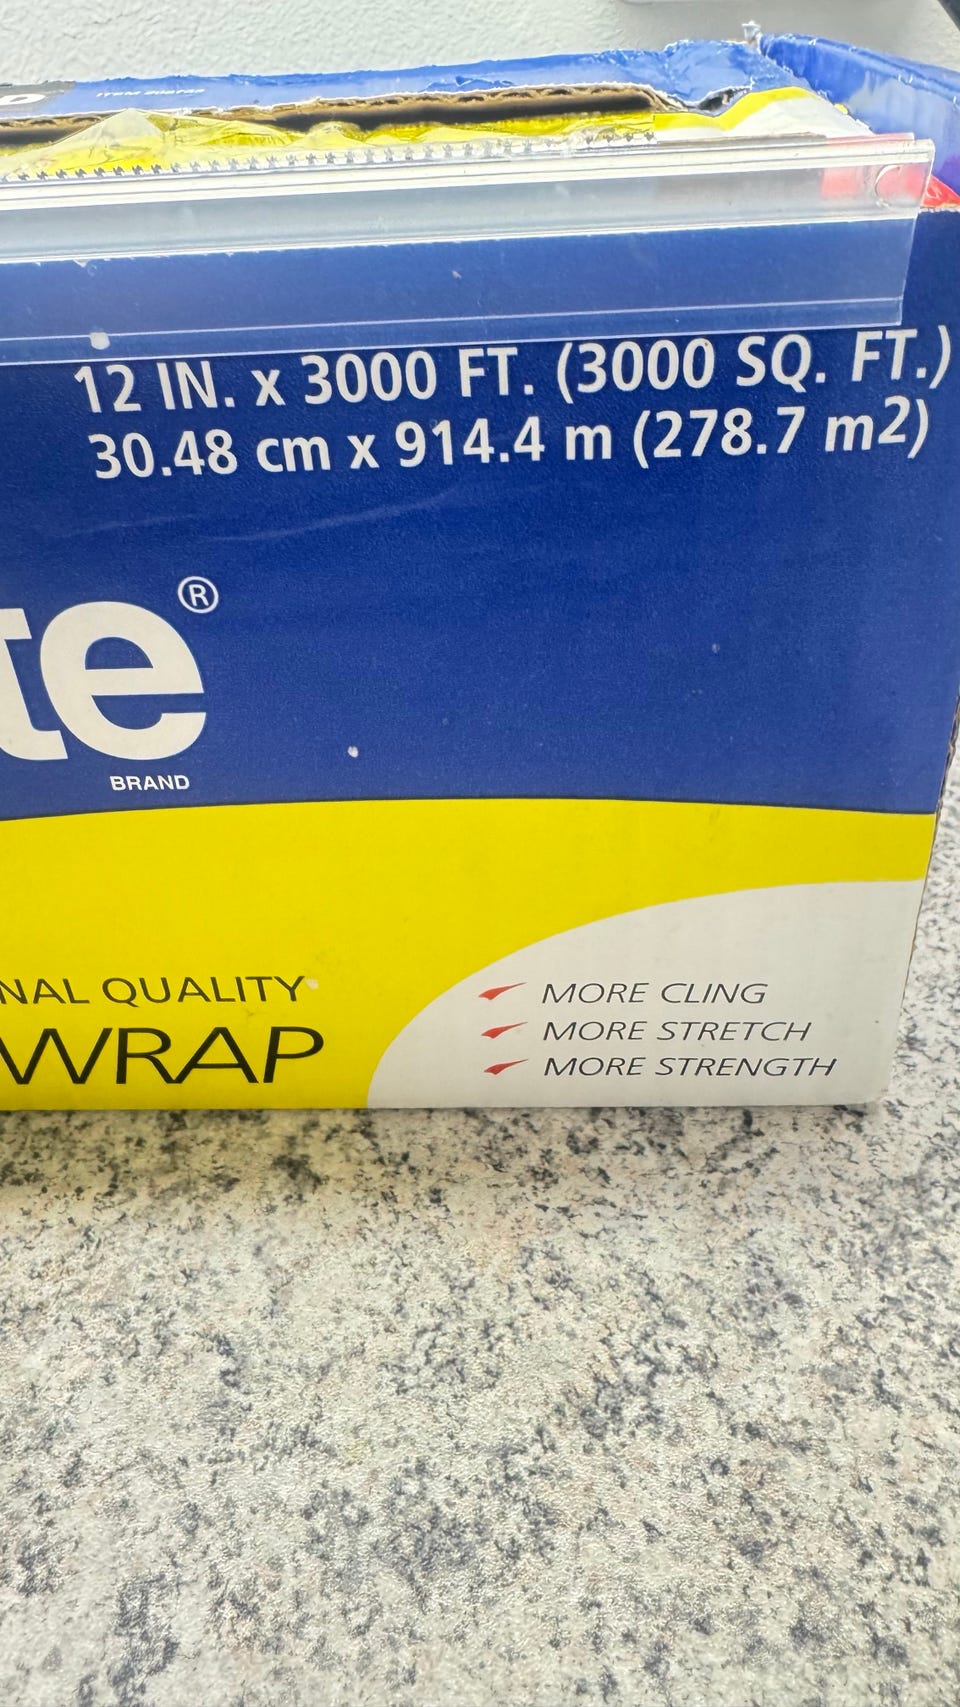 ITEM
12 IN. x 3000 FT. (3000 SQ. FT.)
30.48 cm x 914.4 m (278.7 m2)
te®
BRAND
NAL QUALITY
WRAP
MORE CLING
MORE STRETCH
MORE STRENGTH